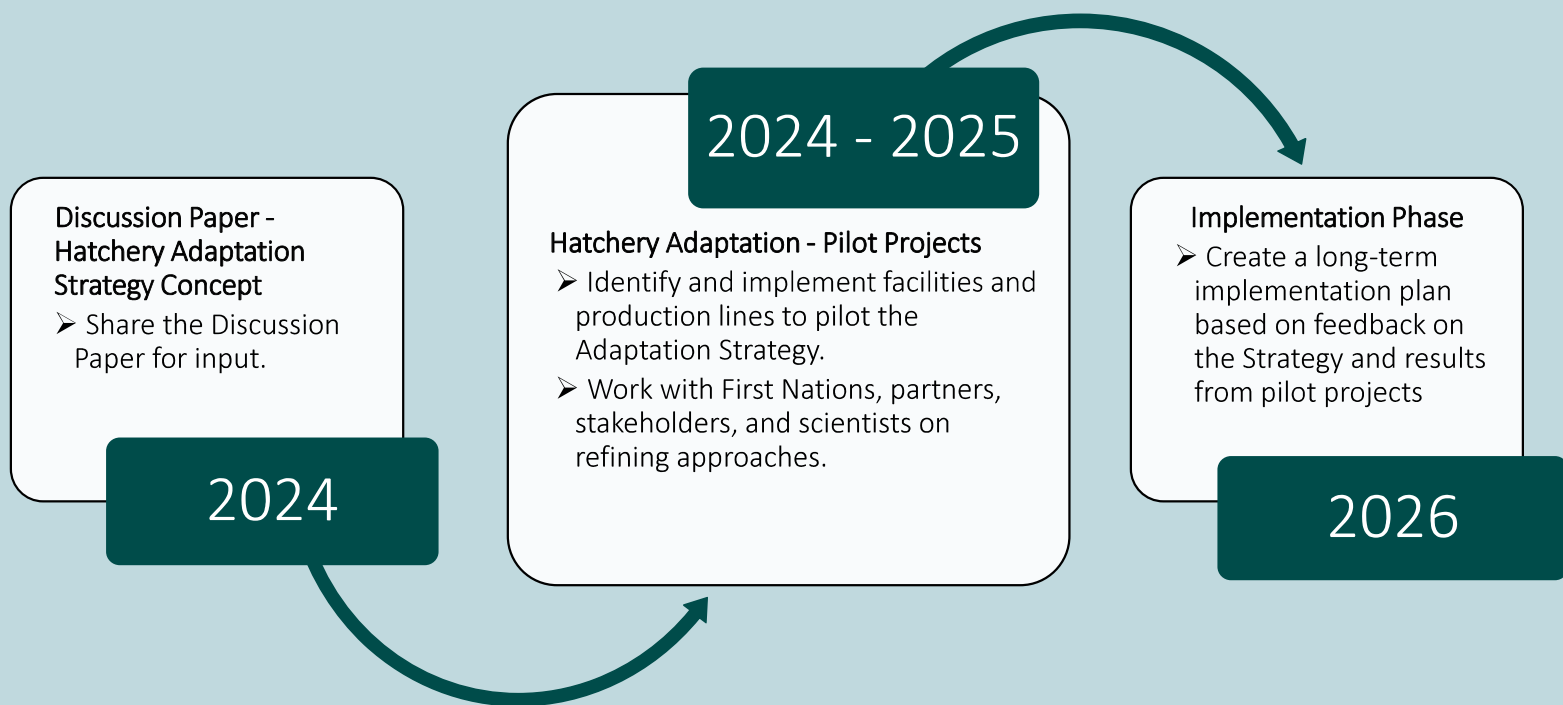 Discussion Paper -
Hatchery Adaptation
Strategy Concept
➢ Share the Discussion
Paper for input.
2024
2024 - 2025
Hatchery Adaptation - Pilot Projects
➢ Identify and implement facilities and
production lines to pilot the
Adaptation Strategy.
➢ Work with First Nations, partners,
stakeholders, and scientists on
refining approaches.
Implementation Phase
➢ Create a long-term
implementation plan
based on feedback on
the Strategy and results
from pilot projects
2026